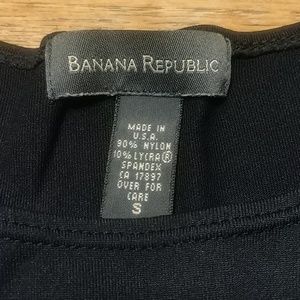 BANANA REPUBLIC
MADE IN
U.S.A.
90% NYLON
10% LYCRA®
SPANDEX
CA 17897
OVER FOR
CARE
S